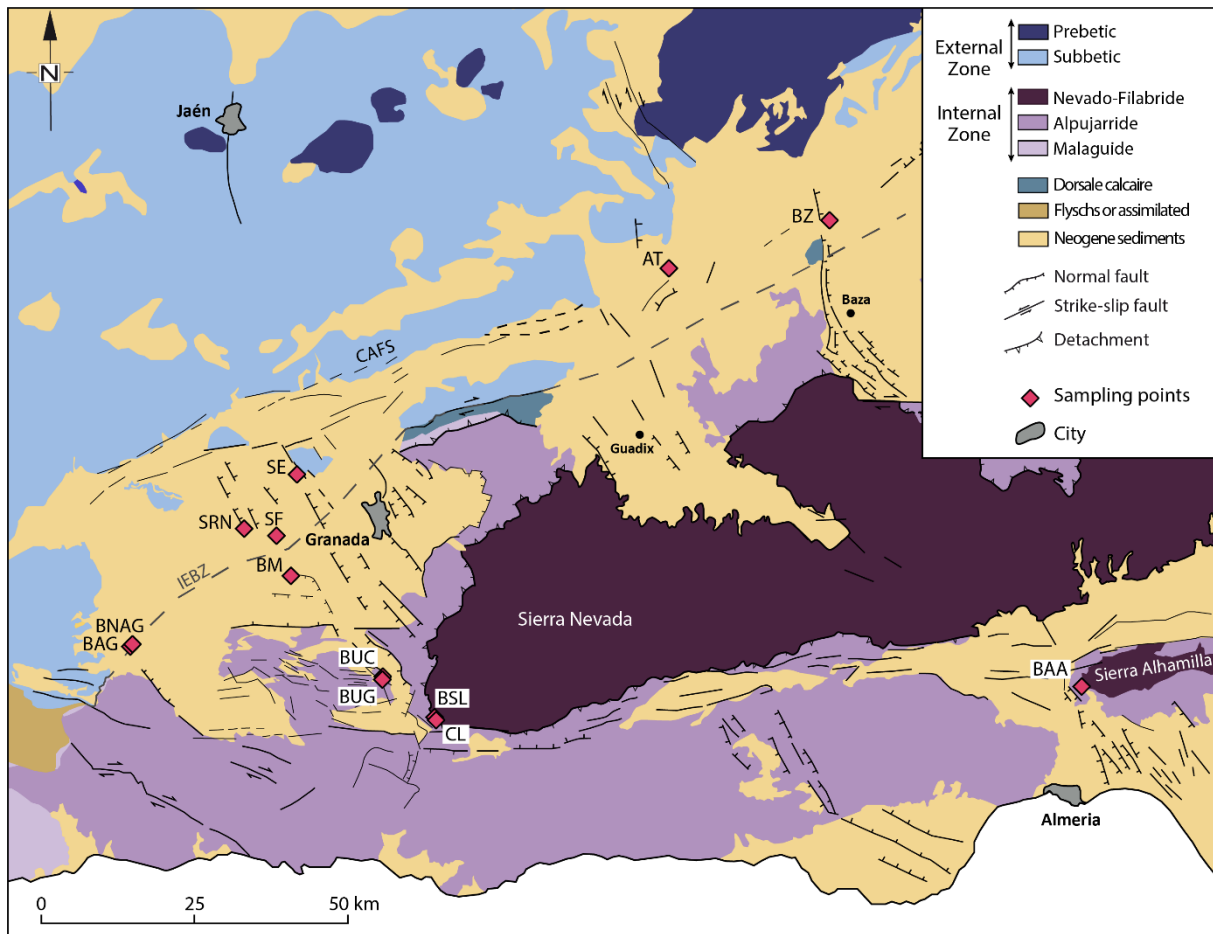 N
Jaén
BZ
AT
Baza
CAFS
Guadix
SE
SRN
SF
Granada
BM
IEBZ
Sierra Nevada
BNAG
BAG
BUC
BUG
BSL
CL
BAA
Sierra Alhamilla
Almeria
0 25 50 km
External
Zone
Prebetic
Subbetic
Internal
Zone
Nevado-Filabride
Alpujarride
Malaguide
Dorsale calcaire
Flyschs or assimilated
Neogene sediments
Normal fault
Strike-slip fault
Detachment
Sampling points
City